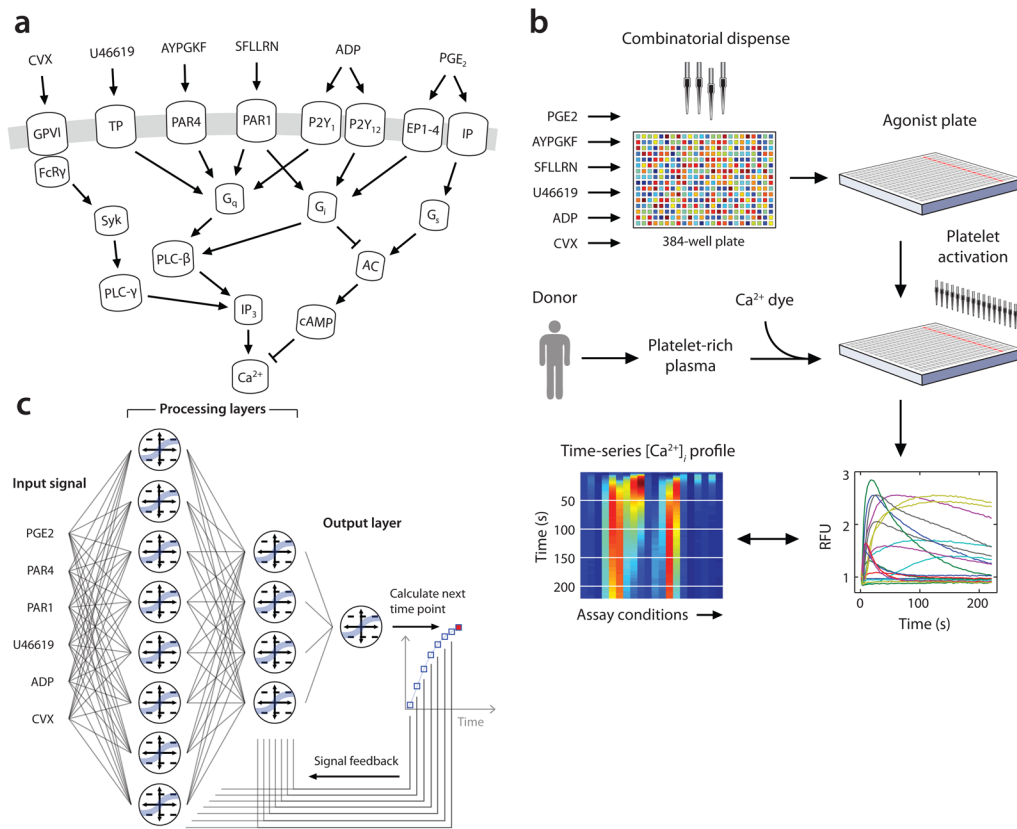 a
CVX
U46619
AYPGKF
SFLLRN
ADP
PGE₂
GPVI
TP
PAR4
PAR1
P2Y₁
P2Y₁₂
EP1-4
IP
FcRγ
Syk
Gq
Gi
Gs
PLC-β
AC
PLC-γ
IP₃
cAMP
Ca²⁺
b
Combinatorial dispense
PGE2
AYPGKF
SFLLRN
U46619
ADP
CVX
384-well plate
Agonist plate
Platelet
activation
Donor
Ca²⁺ dye
Platelet-rich
plasma
Time-series [Ca²⁺]ᵢ profile
Time (s)
50
100
150
200
Assay conditions
RFU
3
2
1
0
100
200
Time (s)
c
Processing layers
Input signal
PGE2
PAR4
PAR1
U46619
ADP
CVX
Output layer
Calculate next
time point
Time
Signal feedback